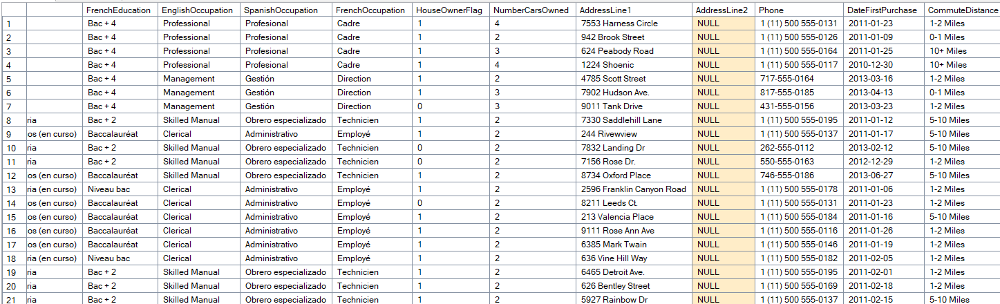 FrenchEducation EnglishOccupation SpanishOccupation FrenchOccupation HouseOwnerFlag NumberCarsOwned AddressLine1 AddressLine2 Phone DateFirstPurchase CommuteDistance
1 Bac + 4 Professional Profesional Cadre 1 4 7553 Harness Circle NULL 1 (11) 500 555-0131 2011-01-23 1-2 Miles
2 Bac + 4 Professional Profesional Cadre 1 2 942 Brook Street NULL 1 (11) 500 555-0126 2011-01-09 0-1 Miles
3 Bac + 4 Professional Profesional Cadre 1 3 624 Peabody Road NULL 1 (11) 500 555-0164 2011-01-25 10+ Miles
4 Bac + 4 Professional Profesional Cadre 1 4 1224 Shoenic NULL 1 (11) 500 555-0117 2010-12-30 10+ Miles
5 Bac + 4 Management Gestión Direction 1 2 4785 Scott Street NULL 717-555-0164 2013-03-16 1-2 Miles
6 Bac + 4 Management Gestión Direction 1 3 7902 Hudson Ave. NULL 817-555-0185 2013-04-13 0-1 Miles
7 Bac + 4 Management Gestión Direction 0 3 9011 Tank Drive NULL 431-555-0156 2013-03-23 1-2 Miles
8 ria Bac + 2 Skilled Manual Obrero especializado Technicien 1 2 7330 Saddlehill Lane NULL 1 (11) 500 555-0195 2011-01-12 5-10 Miles
9 os (en curso) Baccalauréat Clerical Administrativo Employé 1 2 244 Rivewview NULL 1 (11) 500 555-0137 2011-01-17 5-10 Miles
10 ria Bac + 2 Skilled Manual Obrero especializado Technicien 0 2 7832 Landing Dr NULL 262-555-0112 2013-02-12 5-10 Miles
11 ria Bac + 2 Skilled Manual Obrero especializado Technicien 0 2 7156 Rose Dr. NULL 550-555-0163 2012-12-29 1-2 Miles
12 os (en curso) Baccalauréat Skilled Manual Obrero especializado Technicien 1 2 8734 Oxford Place NULL 746-555-0186 2013-06-27 5-10 Miles
13 ria (en curso) Niveau bac Clerical Administrativo Employé 1 2 2596 Franklin Canyon Road NULL 1 (11) 500 555-0178 2011-01-06 1-2 Miles
14 os (en curso) Baccalauréat Clerical Administrativo Employé 0 2 8211 Leeds Ct. NULL 1 (11) 500 555-0131 2011-01-23 1-2 Miles
15 os (en curso) Baccalauréat Clerical Administrativo Employé 1 2 213 Valencia Place NULL 1 (11) 500 555-0184 2011-01-16 5-10 Miles
16 os (en curso) Baccalauréat Clerical Administrativo Employé 1 2 9111 Rose Ann Ave NULL 1 (11) 500 555-0116 2011-01-26 1-2 Miles
17 os (en curso) Baccalauréat Clerical Administrativo Employé 1 2 6385 Mark Twain NULL 1 (11) 500 555-0146 2011-01-19 1-2 Miles
18 ria (en curso) Niveau bac Clerical Administrativo Employé 1 2 636 Vine Hill Way NULL 1 (11) 500 555-0182 2011-02-05 1-2 Miles
19 ria Bac + 2 Skilled Manual Obrero especializado Technicien 1 2 6465 Detroit Ave. NULL 1 (11) 500 555-0195 2011-02-01 1-2 Miles
20 ria Bac + 2 Skilled Manual Obrero especializado Technicien 1 2 626 Bentley Street NULL 1 (11) 500 555-0169 2011-02-18 1-2 Miles
21 ria Bac + 2 Skilled Manual Obrero especializado Technicien 1 2 5927 Rainbow Dr NULL 1 (11) 500 555-0137 2011-02-15 5-10 Miles